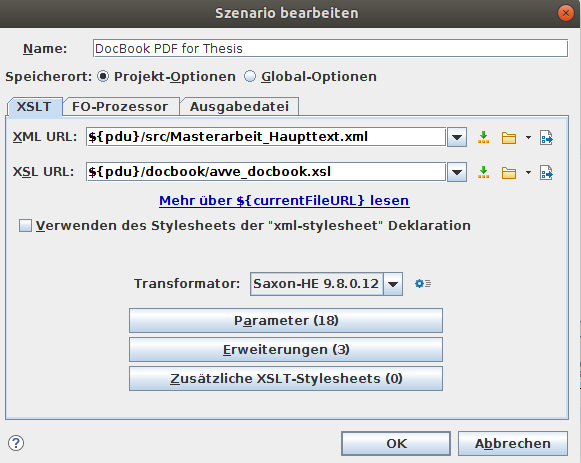 Szenario bearbeiten
Name: DocBook PDF for Thesis
Speicherort: Projekt-Optionen Global-Optionen
XSLT FO-Prozessor Ausgabedatei
XML URL: ${pdu}/src/Masterarbeit_Haupttext.xml
XSL URL: ${pdu}/docbook/avve_docbook.xsl
Mehr über ${currentFileURL} lesen
Verwenden des Stylesheets der "xml-stylesheet" Deklaration
Transformator: Saxon-HE 9.8.0.12
Parameter (18)
Erweiterungen (3)
Zusätzliche XSLT-Stylesheets (0)
? OK Abbrechen